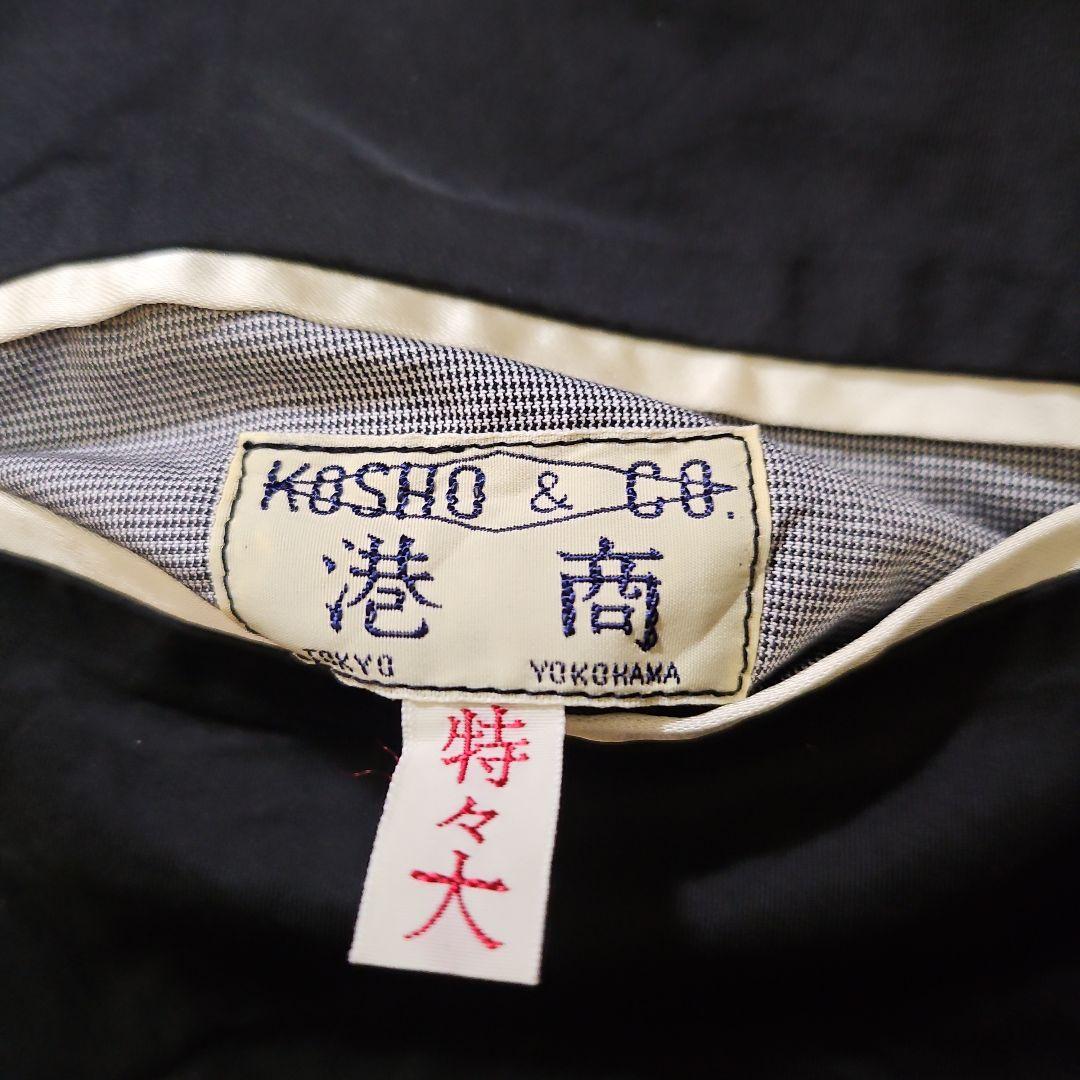 KOSHO & CO.
港商
TOKYO YOKOHAMA
特々大